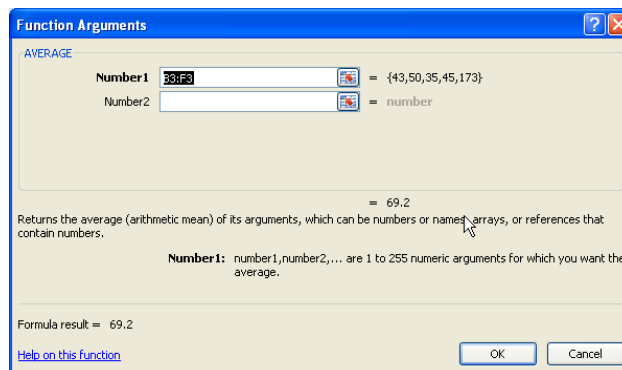 Function Arguments
AVERAGE
Number1 B3:F3 = {43,50,35,45,173}
Number2 = number
= 69.2
Returns the average (arithmetic mean) of its arguments, which can be numbers or names, arrays, or references that
contain numbers.
Number1: number1,number2,... are 1 to 255 numeric arguments for which you want the
average.
Formula result = 69.2
Help on this function
OK Cancel